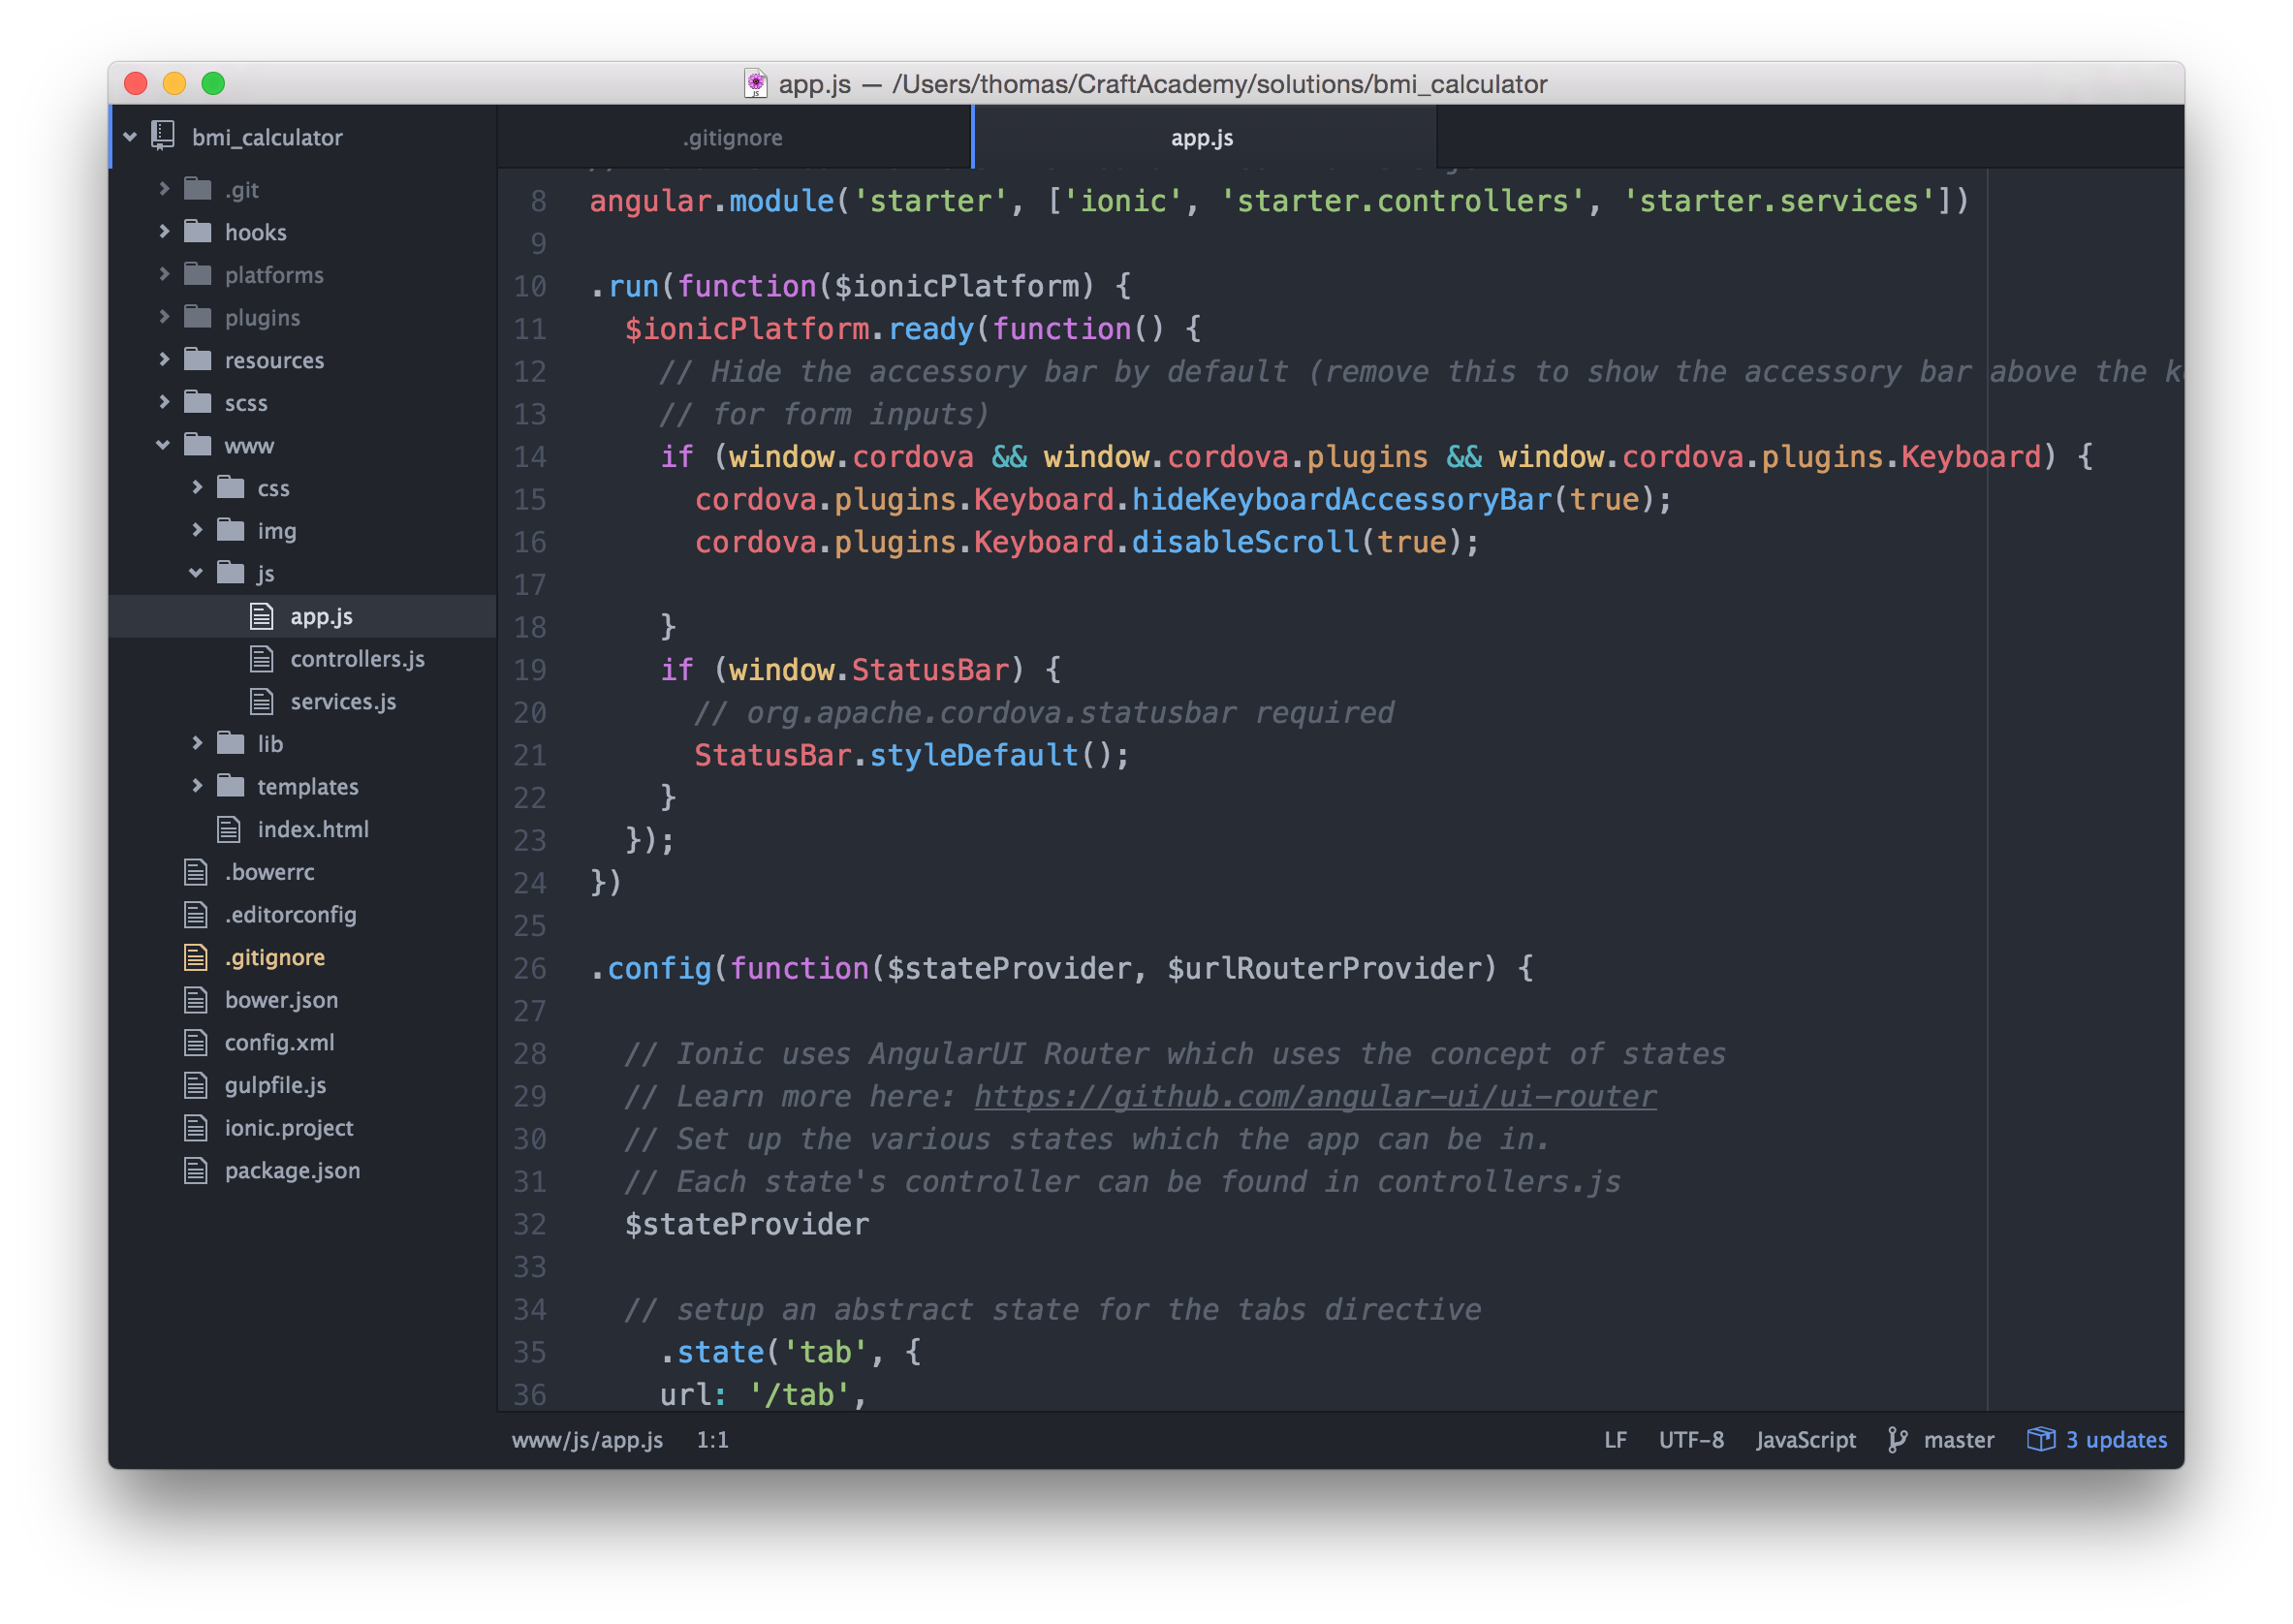 app.js — /Users/thomas/CraftAcademy/solutions/bmi_calculator
bmi_calculator
.git
hooks
platforms
plugins
resources
scss
www
css
img
js
app.js
controllers.js
services.js
lib
templates
index.html
.bowerrc
.editorconfig
.gitignore
bower.json
config.xml
gulpfile.js
ionic.project
package.json
.gitignore
app.js
8 angular.module('starter', ['ionic', 'starter.controllers', 'starter.services'])
9
10 .run(function($ionicPlatform) {
11   $ionicPlatform.ready(function() {
12     // Hide the accessory bar by default (remove this to show the accessory bar above the
13     // for form inputs)
14     if (window.cordova && window.cordova.plugins && window.cordova.plugins.Keyboard) {
15       cordova.plugins.Keyboard.hideKeyboardAccessoryBar(true);
16       cordova.plugins.Keyboard.disableScroll(true);
17
18     }
19     if (window.StatusBar) {
20       // org.apache.cordova.statusbar required
21       StatusBar.styleDefault();
22     }
23   });
24 })
25
26 .config(function($stateProvider, $urlRouterProvider) {
27
28   // Ionic uses AngularUI Router which uses the concept of states
29   // Learn more here: https://github.com/angular-ui/ui-router
30   // Set up the various states which the app can be in.
31   // Each state's controller can be found in controllers.js
32   $stateProvider
33
34   // setup an abstract state for the tabs directive
35     .state('tab', {
36     url: '/tab',
www/js/app.js 1:1 LF UTF-8 JavaScript master 3 updates